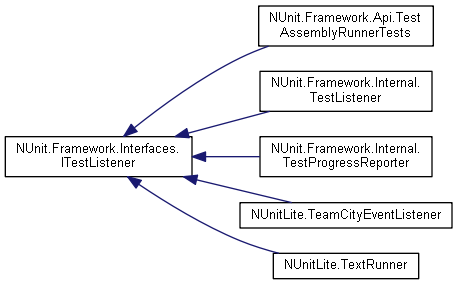 NUnit.Framework.Api.Test
AssemblyRunnerTests
NUnit.Framework.Internal.
TestListener
NUnit.Framework.Interfaces.
ITestListener
NUnit.Framework.Internal.
TestProgressReporter
NUnitLite.TeamCityEventListener
NUnitLite.TextRunner